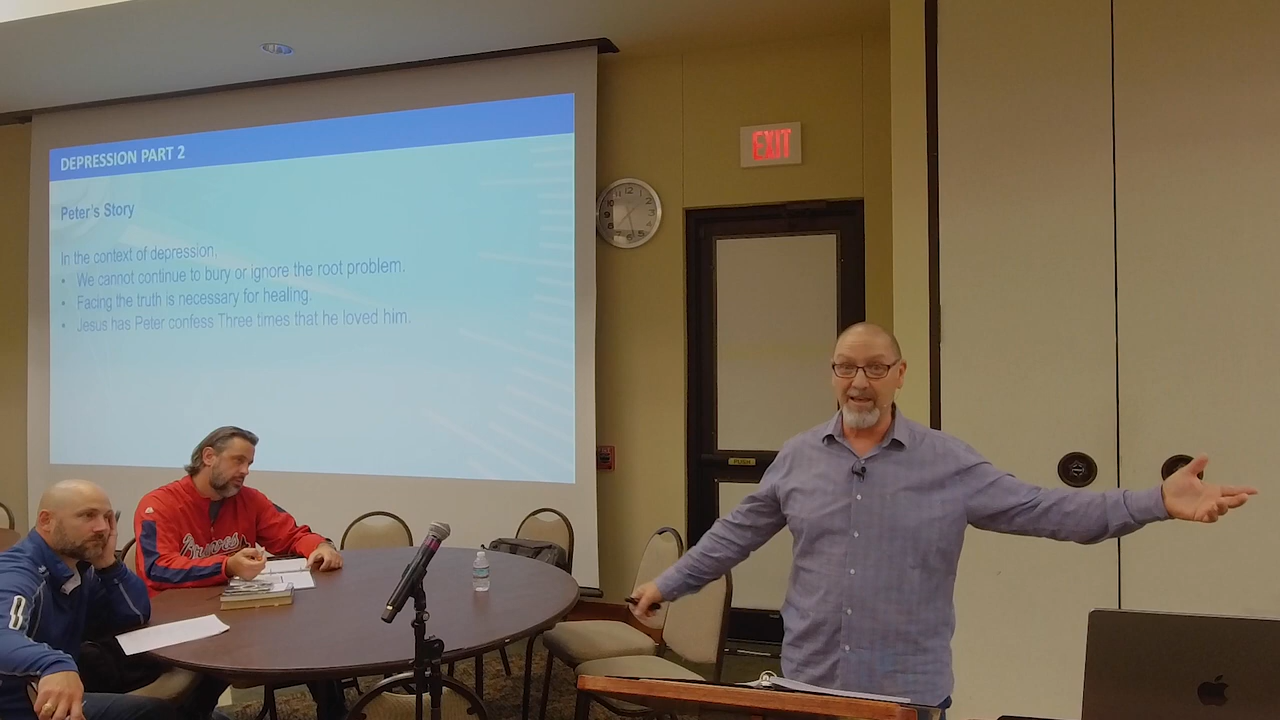 DEPRESSION PART 2
Peter's Story
In the context of depression,
• We cannot continue to bury or ignore the root problem.
• Facing the truth is necessary for healing.
• Jesus has Peter confess Three times that he loved him.
EXIT
PUSH
Braves